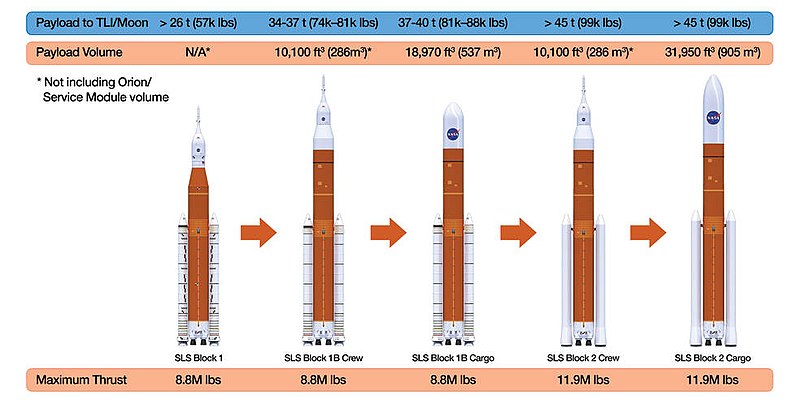 Payload to TLI/Moon > 26 t (57k lbs) 34-37 t (74k–81k lbs) 37-40 t (81k–88k lbs) > 45 t (99k lbs) > 45 t (99k lbs)
Payload Volume N/A* 10,100 ft³ (286m³)* 18,970 ft³ (537 m³) 10,100 ft³ (286 m³)* 31,950 ft³ (905 m³)
* Not including Orion/
Service Module volume
NASA NASA
SLS Block 1 SLS Block 1B Crew SLS Block 1B Cargo SLS Block 2 Crew SLS Block 2 Cargo
Maximum Thrust 8.8M lbs 8.8M lbs 8.8M lbs 11.9M lbs 11.9M lbs